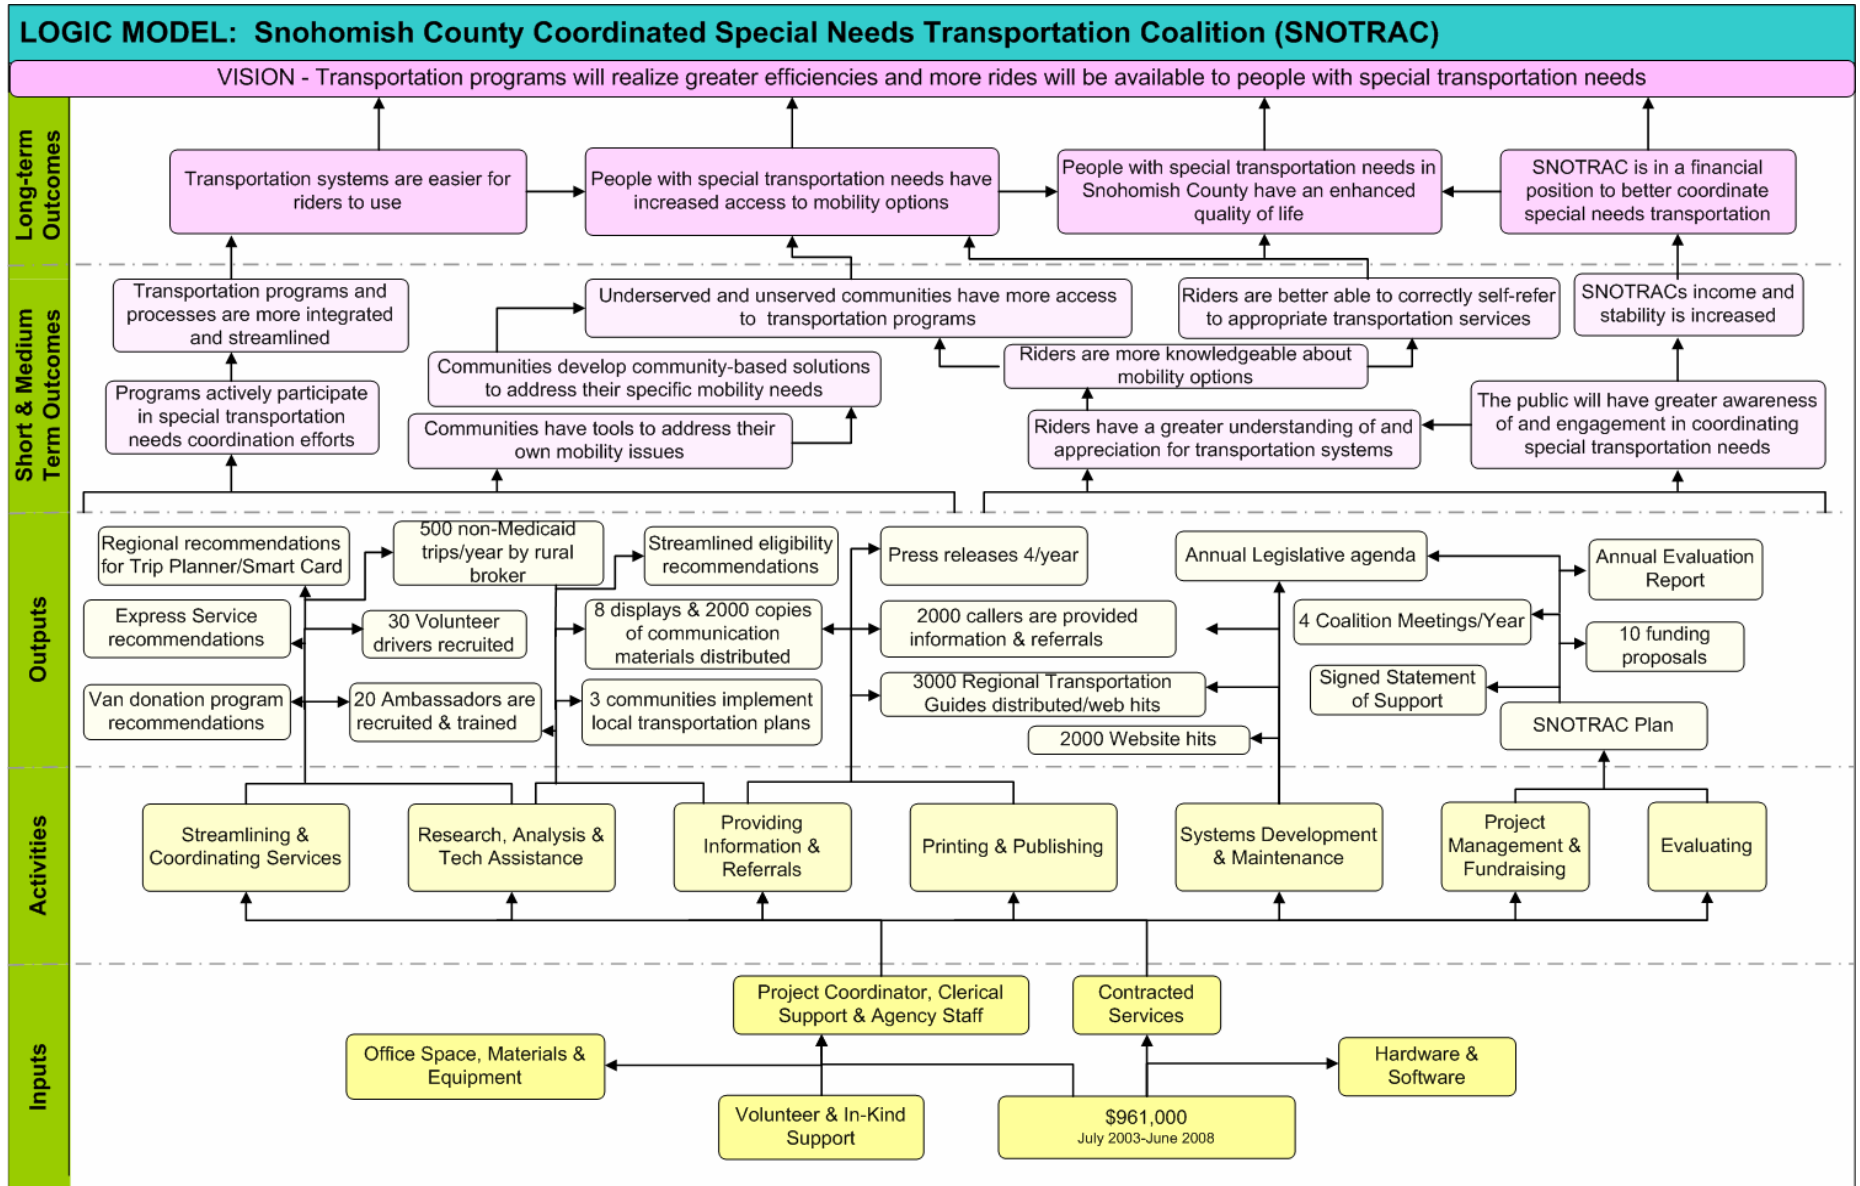 LOGIC MODEL:  Snohomish County Coordinated Special Needs Transportation Coalition (SNOTRAC)
VISION - Transportation programs will realize greater efficiencies and more rides will be available to people with special transportation needs
Long-term
Outcomes
Transportation systems are easier for
riders to use
People with special transportation needs have
increased access to mobility options
People with special transportation needs in
Snohomish County have an enhanced
quality of life
SNOTRAC is in a financial
position to better coordinate
special needs transportation
Short & Medium
Term Outcomes
Transportation programs and
processes are more integrated
and streamlined
Underserved and unserved communities have more access
to  transportation programs
Riders are better able to correctly self-refer
to appropriate transportation services
SNOTRACs income and
stability is increased
Communities develop community-based solutions
to address their specific mobility needs
Riders are more knowledgeable about
mobility options
Programs actively participate
in special transportation
needs coordination efforts
Communities have tools to address their
own mobility issues
Riders have a greater understanding of and
appreciation for transportation systems
The public will have greater awareness
of and engagement in coordinating
special transportation needs
Outputs
Regional recommendations
for Trip Planner/Smart Card
500 non-Medicaid
trips/year by rural
broker
Streamlined eligibility
recommendations
Press releases 4/year
Annual Legislative agenda
Annual Evaluation
Report
Express Service
recommendations
30 Volunteer
drivers recruited
8 displays & 2000 copies
of communication
materials distributed
2000 callers are provided
information & referrals
4 Coalition Meetings/Year
10 funding
proposals
Van donation program
recommendations
20 Ambassadors are
recruited & trained
3 communities implement
local transportation plans
3000 Regional Transportation
Guides distributed/web hits
Signed Statement
of Support
2000 Website hits
SNOTRAC Plan
Activities
Streamlining &
Coordinating Services
Research, Analysis &
Tech Assistance
Providing
Information &
Referrals
Printing & Publishing
Systems Development
& Maintenance
Project
Management &
Fundraising
Evaluating
Inputs
Project Coordinator, Clerical
Support & Agency Staff
Contracted
Services
Office Space, Materials &
Equipment
Hardware &
Software
Volunteer & In-Kind
Support
$961,000
July 2003-June 2008